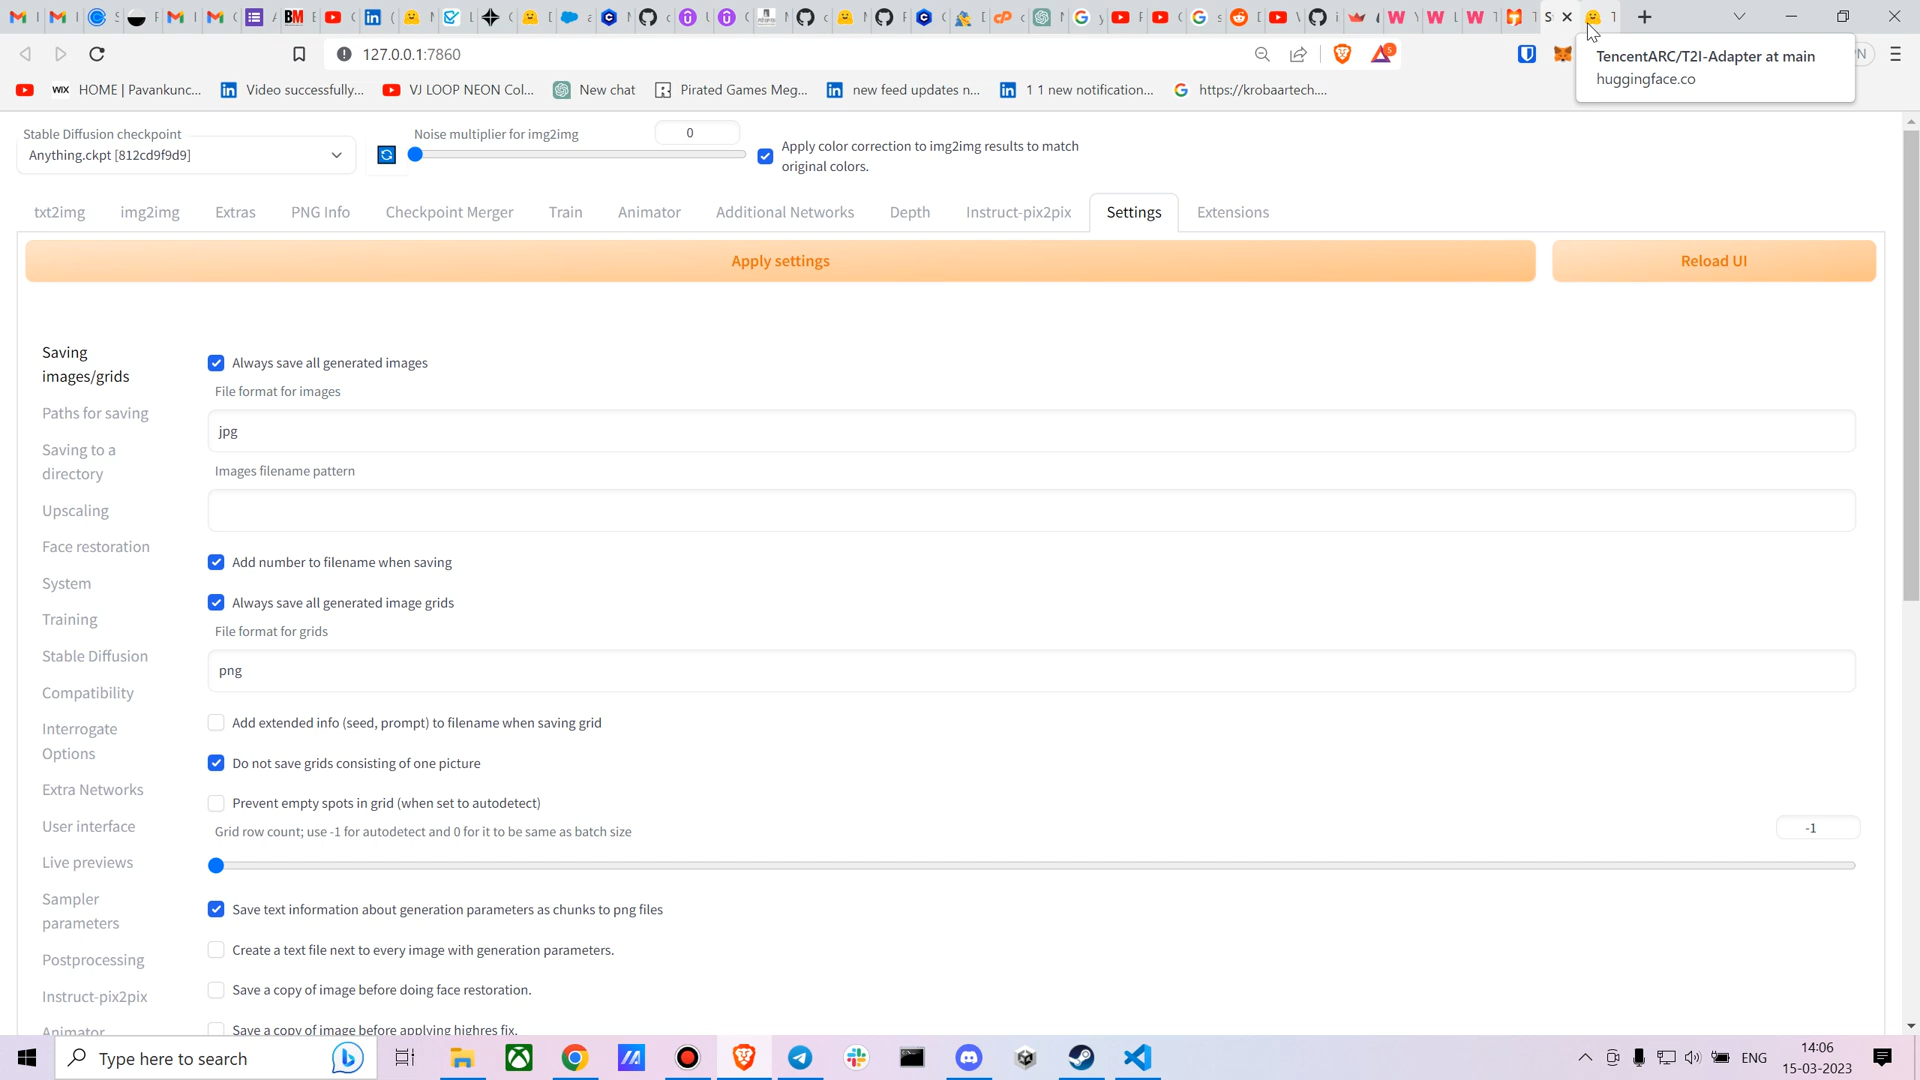 127.0.0.1:7860
TencentARC/T2I-Adapter at main
huggingface.co
HOME | Pavankunc...
Video successfully...
VJ LOOP NEON Col...
New chat
Pirated Games Meg...
new feed updates n...
1 1 new notification...
https://krobaartech....
Stable Diffusion checkpoint
Anything.ckpt [812cd9f9d9]
Noise multiplier for img2img
0
Apply color correction to img2img results to match
original colors.
txt2img
img2img
Extras
PNG Info
Checkpoint Merger
Train
Animator
Additional Networks
Depth
Instruct-pix2pix
Settings
Extensions
Apply settings
Reload UI
Saving
images/grids
Paths for saving
Saving to a
directory
Upscaling
Face restoration
System
Training
Stable Diffusion
Compatibility
Interrogate
Options
Extra Networks
User interface
Live previews
Sampler
parameters
Postprocessing
Instruct-pix2pix
Animator
Always save all generated images
File format for images
jpg
Images filename pattern
Add number to filename when saving
Always save all generated image grids
File format for grids
png
Add extended info (seed, prompt) to filename when saving grid
Do not save grids consisting of one picture
Prevent empty spots in grid (when set to autodetect)
Grid row count; use -1 for autodetect and 0 for it to be same as batch size
-1
Save text information about generation parameters as chunks to png files
Create a text file next to every image with generation parameters.
Save a copy of image before doing face restoration.
Save a copy of image before applying highres fix.
Type here to search
ENG
14:06
15-03-2023